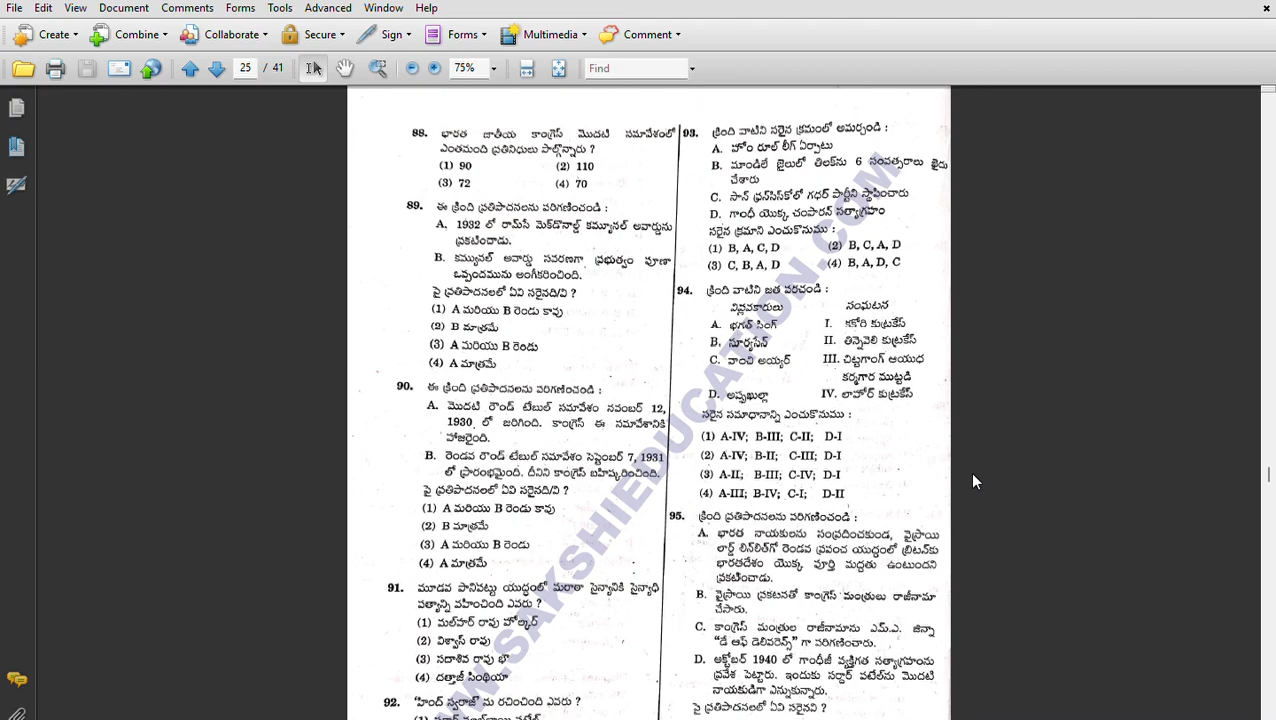 File Edit View Document Comments Forms Tools Advanced Window Help
Create Combine Collaborate Secure Sign Forms Multimedia Comment
25 / 41 75% Find
88. భారత జాతీయ కాంగ్రెస్ మొదటి సమావేశంలో
ఎంతమంది ప్రతినిధులు పాల్గొన్నారు ?
(1) 90 (2) 110
(3) 72 (4) 70
89. ఈ క్రింది ప్రతిపాదనలను పరిగణించండి :
A. 1932 లో రామ్‌సే మెక్‌డొనాల్డ్ కమ్యూనల్ అవార్డును
ప్రకటించాడు.
B. కమ్యూనల్ అవార్డు సవరణగా ప్రభుత్వం పూణా
ఒప్పందమును అంగీకరించింది.
పై ప్రతిపాదనలలో ఏవి సరైనది/వి ?
(1) A మరియు B రెండు కావు
(2) B మాత్రమే
(3) A మరియు B రెండు
(4) A మాత్రమే
90. ఈ క్రింది ప్రతిపాదనలను పరిగణించండి :
A. మొదటి రౌండ్ టేబుల్ సమావేశం నవంబర్ 12,
1930 లో జరిగింది. కాంగ్రెస్ ఈ సమావేశానికి
హాజరైంది.
B. రెండవ రౌండ్ టేబుల్ సమావేశం సెప్టెంబర్ 7, 1931
లో ప్రారంభమైంది. దీనిని కాంగ్రెస్ బహిష్కరించింది.
పై ప్రతిపాదనలలో ఏవి సరైనది/వి ?
(1) A మరియు B రెండు కావు
(2) B మాత్రమే
(3) A మరియు B రెండు
(4) A మాత్రమే
91. మూడవ పానిపట్టు యుద్ధంలో మరాఠా సైన్యానికి సైన్యాధి
పత్యాన్ని వహించింది ఎవరు ?
(1) మల్‌హర్ రావు హోల్కర్
(2) విశ్వాస్ రావు
(3) సదాశివ రావు భౌ
(4) దత్తాజీ సింథియా
92. 'హింద్ స్వరాజ్' ను రచించింది ఎవరు ?
93. క్రింది వాటిని సరైన క్రమంలో అమర్చండి :
A. హోం రూల్ లీగ్ ఏర్పాటు
B. మాండిలే జైలులో తిలక్‌ను 6 సంవత్సరాలు ఖైదు
చేశారు
C. సాన్ ఫ్రాన్‌సిస్‌కోలో గధర్ పార్టీని స్థాపించారు
D. గాంధీ యొక్క చంపారన్ సత్యాగ్రహం
సరైన క్రమాని ఎంచుకొనుము :
(1) B, A, C, D (2) B, C, A, D
(3) C, B, A, D (4) B, A, D, C
94. క్రింది వాటిని జత పరచండి :
విప్లవకారులు సంఘటన
A. భగత్ సింగ్ I. కకోరి కుట్రకేస్
B. సూర్యసేన్ II. తిన్నెవెలి కుట్రకేస్
C. వాంచి అయ్యర్ III. చిట్టగాంగ్ ఆయుధ
కర్మగార ముట్టడి
D. అష్ఫఖుల్లా IV. లాహోర్ కుట్రకేస్
సరైన సమాధానాన్ని ఎంచుకొనుము :
(1) A-IV; B-III; C-II; D-I
(2) A-IV; B-II; C-III; D-I
(3) A-II; B-III; C-IV; D-I
(4) A-III; B-IV; C-I; D-II
95. క్రింది ప్రతిపాదనలను పరిగణించండి :
A. భారత నాయకులను సంప్రదించకుండ, వైస్రాయి
లార్డ్ లిన్‌లిత్‌గో రెండవ ప్రపంచ యుద్ధంలో బ్రిటన్‌కు
భారతదేశం యొక్క పూర్తి మద్దతు ఉంటుందని
ప్రకటించాడు.
B. వైస్రాయి ప్రకటనతో కాంగ్రెస్ మంత్రులు రాజీనామా
చేసారు.
C. కాంగ్రెస్ మంత్రుల రాజీనామాను ఎమ్.ఎ. జిన్నా
"డే ఆఫ్ డెలివరెన్స్" గా పరిగణించారు.
D. అక్టోబర్ 1940 లో గాంధీజీ వ్యక్తిగత సత్యాగ్రహంను
ప్రవేశ పెట్టారు. ఇందుకు సర్దార్ పటేల్‌ను మొదటి
నాయకుడిగా ఎన్నుకున్నారు.
పై ప్రతిపాదనలలో ఏవి సరైనవి ?
WW.SAKSHIEDUCATION.COM